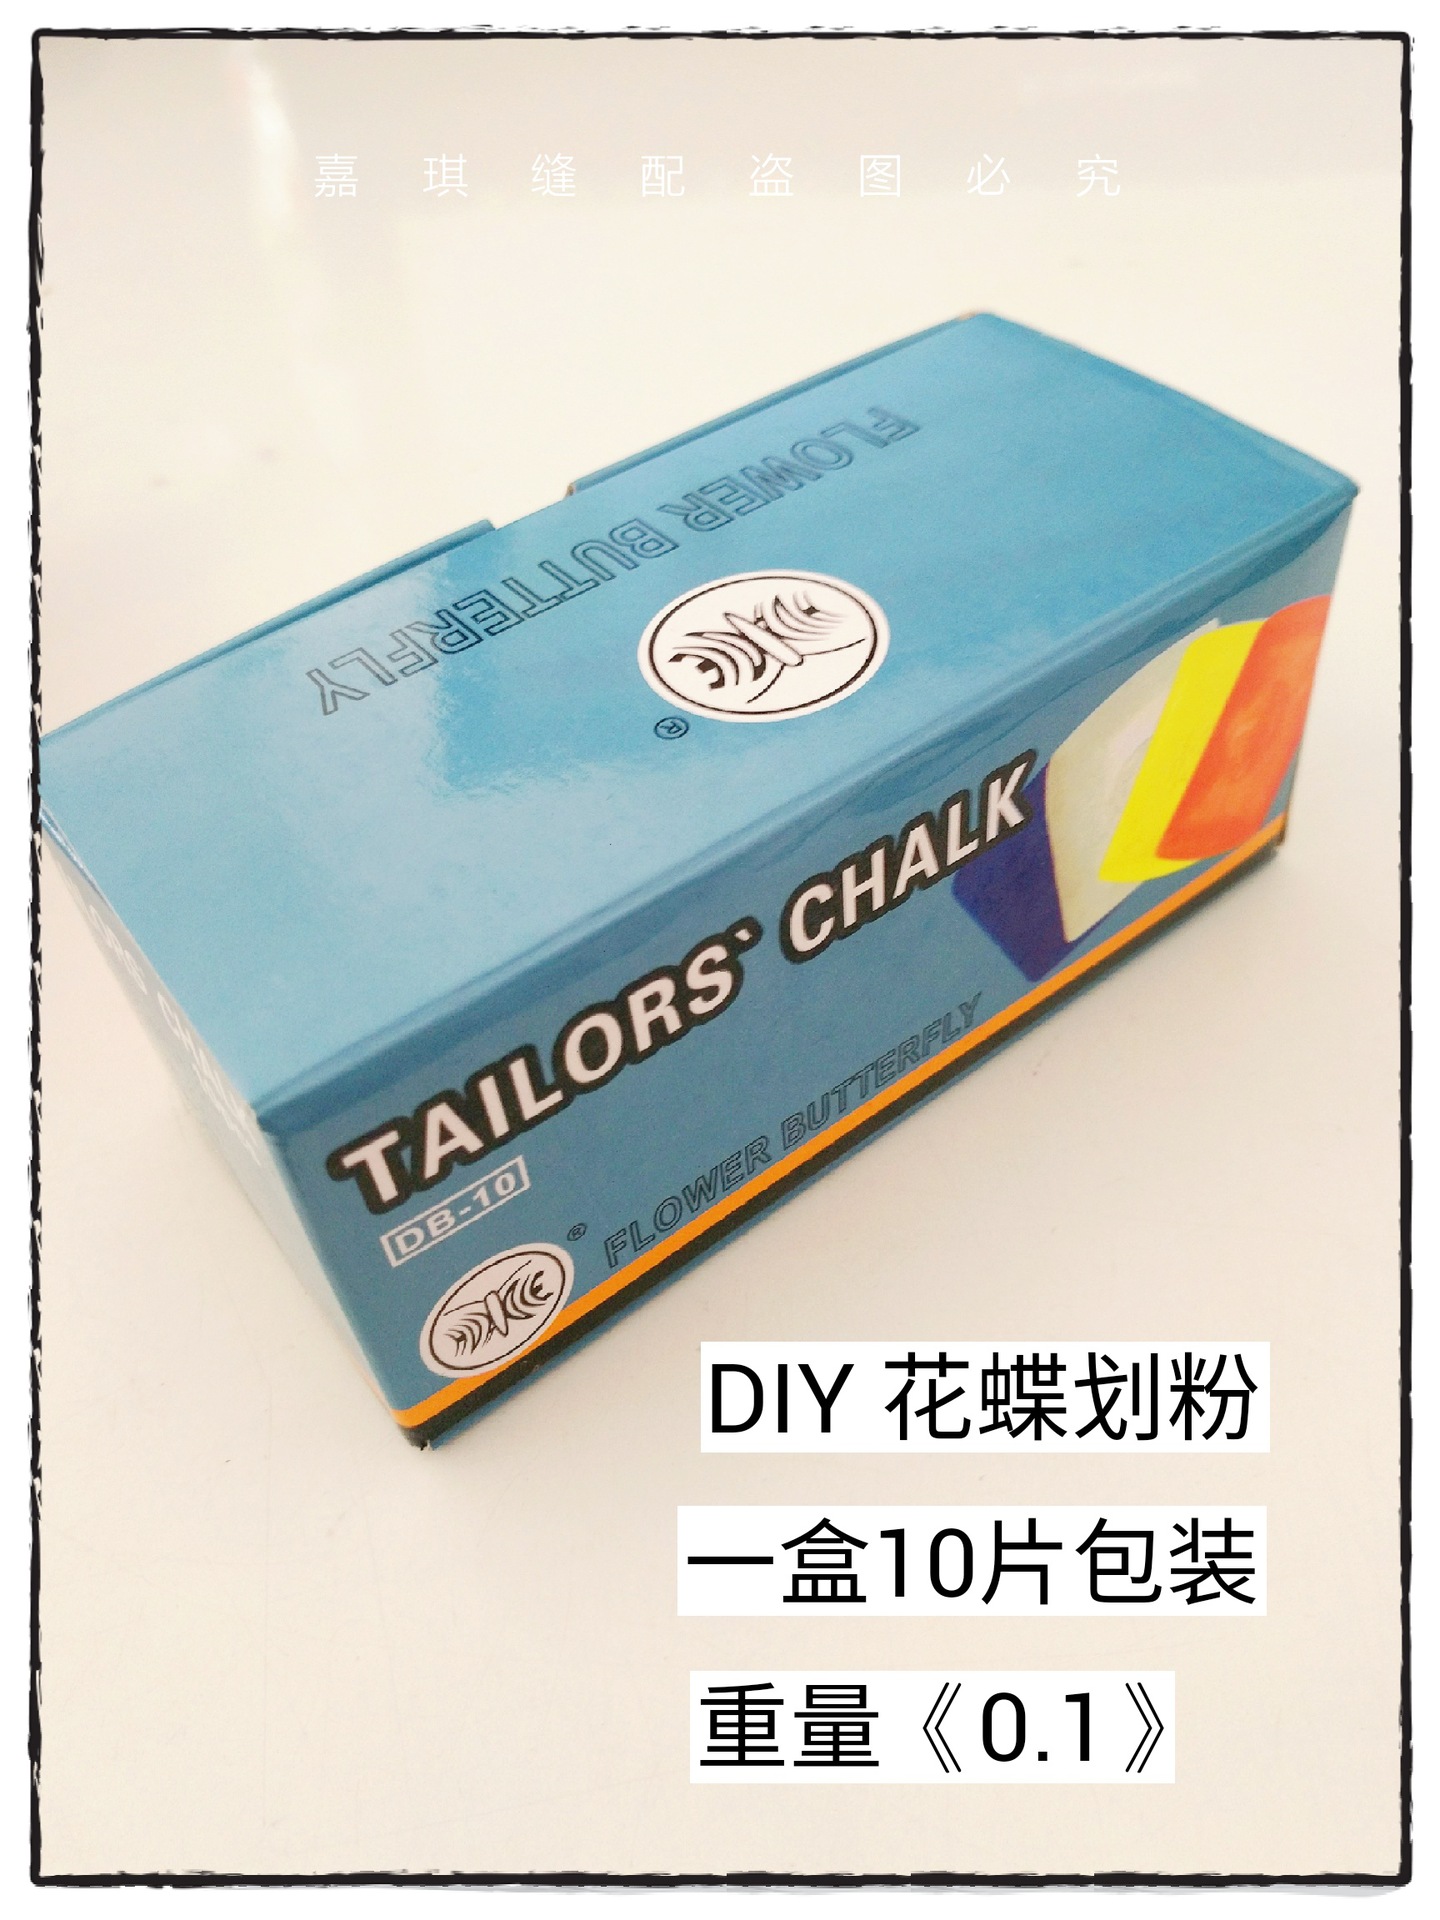 嘉琪缝配盗图必究
FLOWER BUTTERFLY
®
TAILORS` CHALK
DB-10
® FLOWER BUTTERFLY
CHALK
DIY 花蝶划粉
一盒10片包装
重量《0.1》